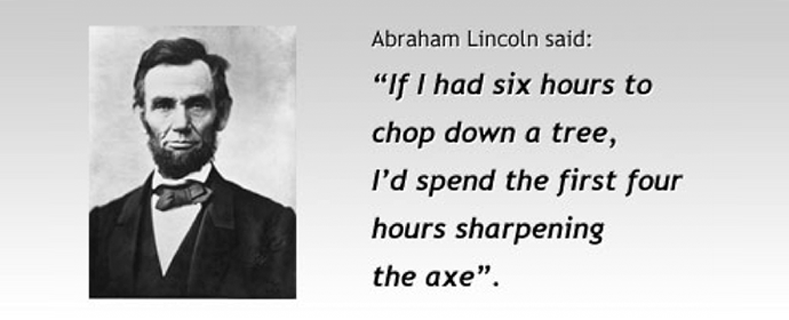 Abraham Lincoln said:
“If I had six hours to
chop down a tree,
I’d spend the first four
hours sharpening
the axe”.